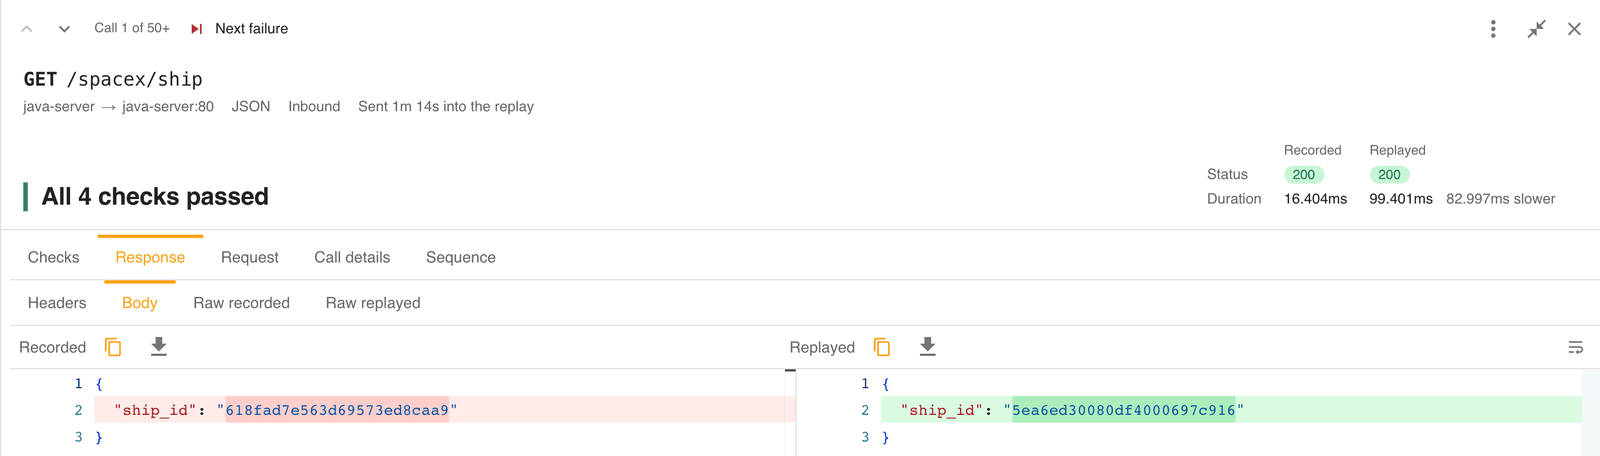 Call 1 of 50+ Next failure
GET /spacex/ship
java-server → java-server:80 JSON Inbound Sent 1m 14s into the replay
Recorded Replayed
Status 200 200
All 4 checks passed
Duration 16.404ms 99.401ms 82.997ms slower
Checks Response Request Call details Sequence
Headers Body Raw recorded Raw replayed
Recorded Replayed
1 { 1 {
2 "ship_id": "618fad7e563d69573ed8caa9" 2 "ship_id": "5ea6ed30080df4000697c916"
3 } 3 }